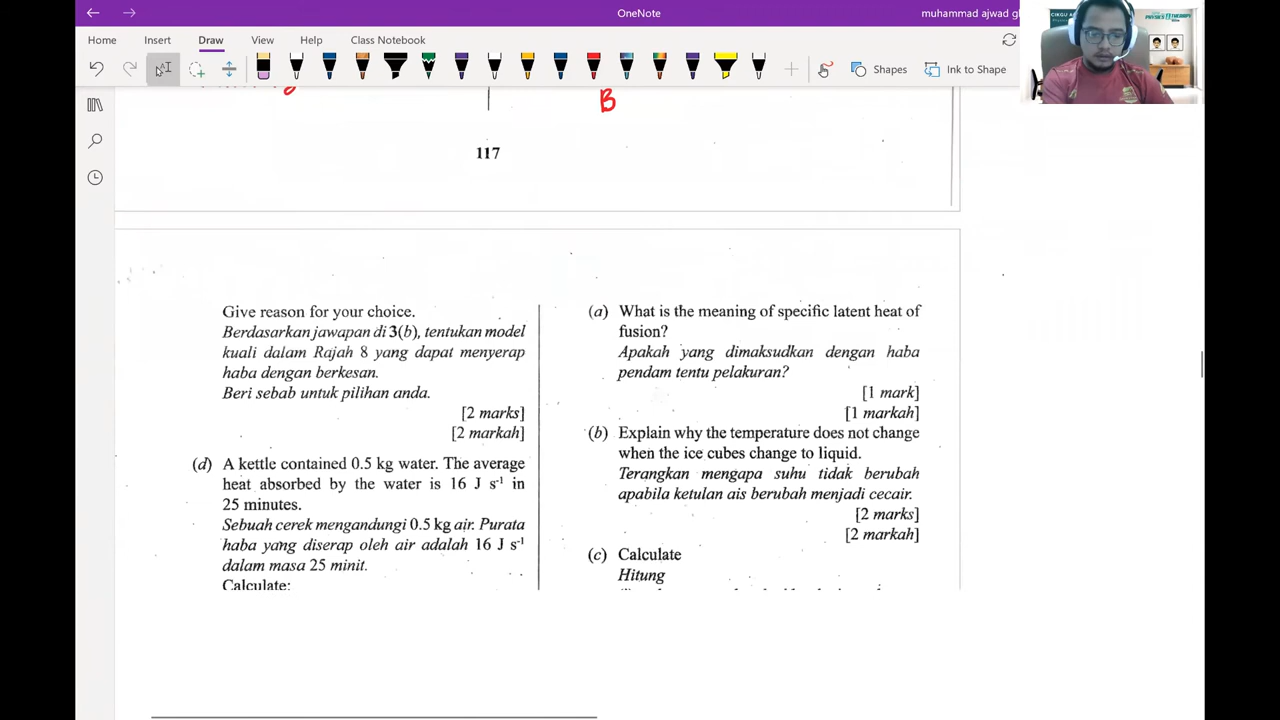 OneNote
muhammad ajwad gh
Home Insert Draw View Help Class Notebook
Shapes Ink to Shape
PHYSICS THERAPY
B
117
Give reason for your choice.
Berdasarkan jawapan di 3(b), tentukan model
kuali dalam Rajah 8 yang dapat menyerap
haba dengan berkesan.
Beri sebab untuk pilihan anda.
[2 marks]
[2 markah]
(d) A kettle contained 0.5 kg water. The average
heat absorbed by the water is 16 J s⁻¹ in
25 minutes.
Sebuah cerek mengandungi 0.5 kg air. Purata
haba yang diserap oleh air adalah 16 J s⁻¹
dalam masa 25 minit.
Calculate:
(a) What is the meaning of specific latent heat of
fusion?
Apakah yang dimaksudkan dengan haba
pendam tentu pelakuran?
[1 mark]
[1 markah]
(b) Explain why the temperature does not change
when the ice cubes change to liquid.
Terangkan mengapa suhu tidak berubah
apabila ketulan ais berubah menjadi cecair.
[2 marks]
[2 markah]
(c) Calculate
Hitung